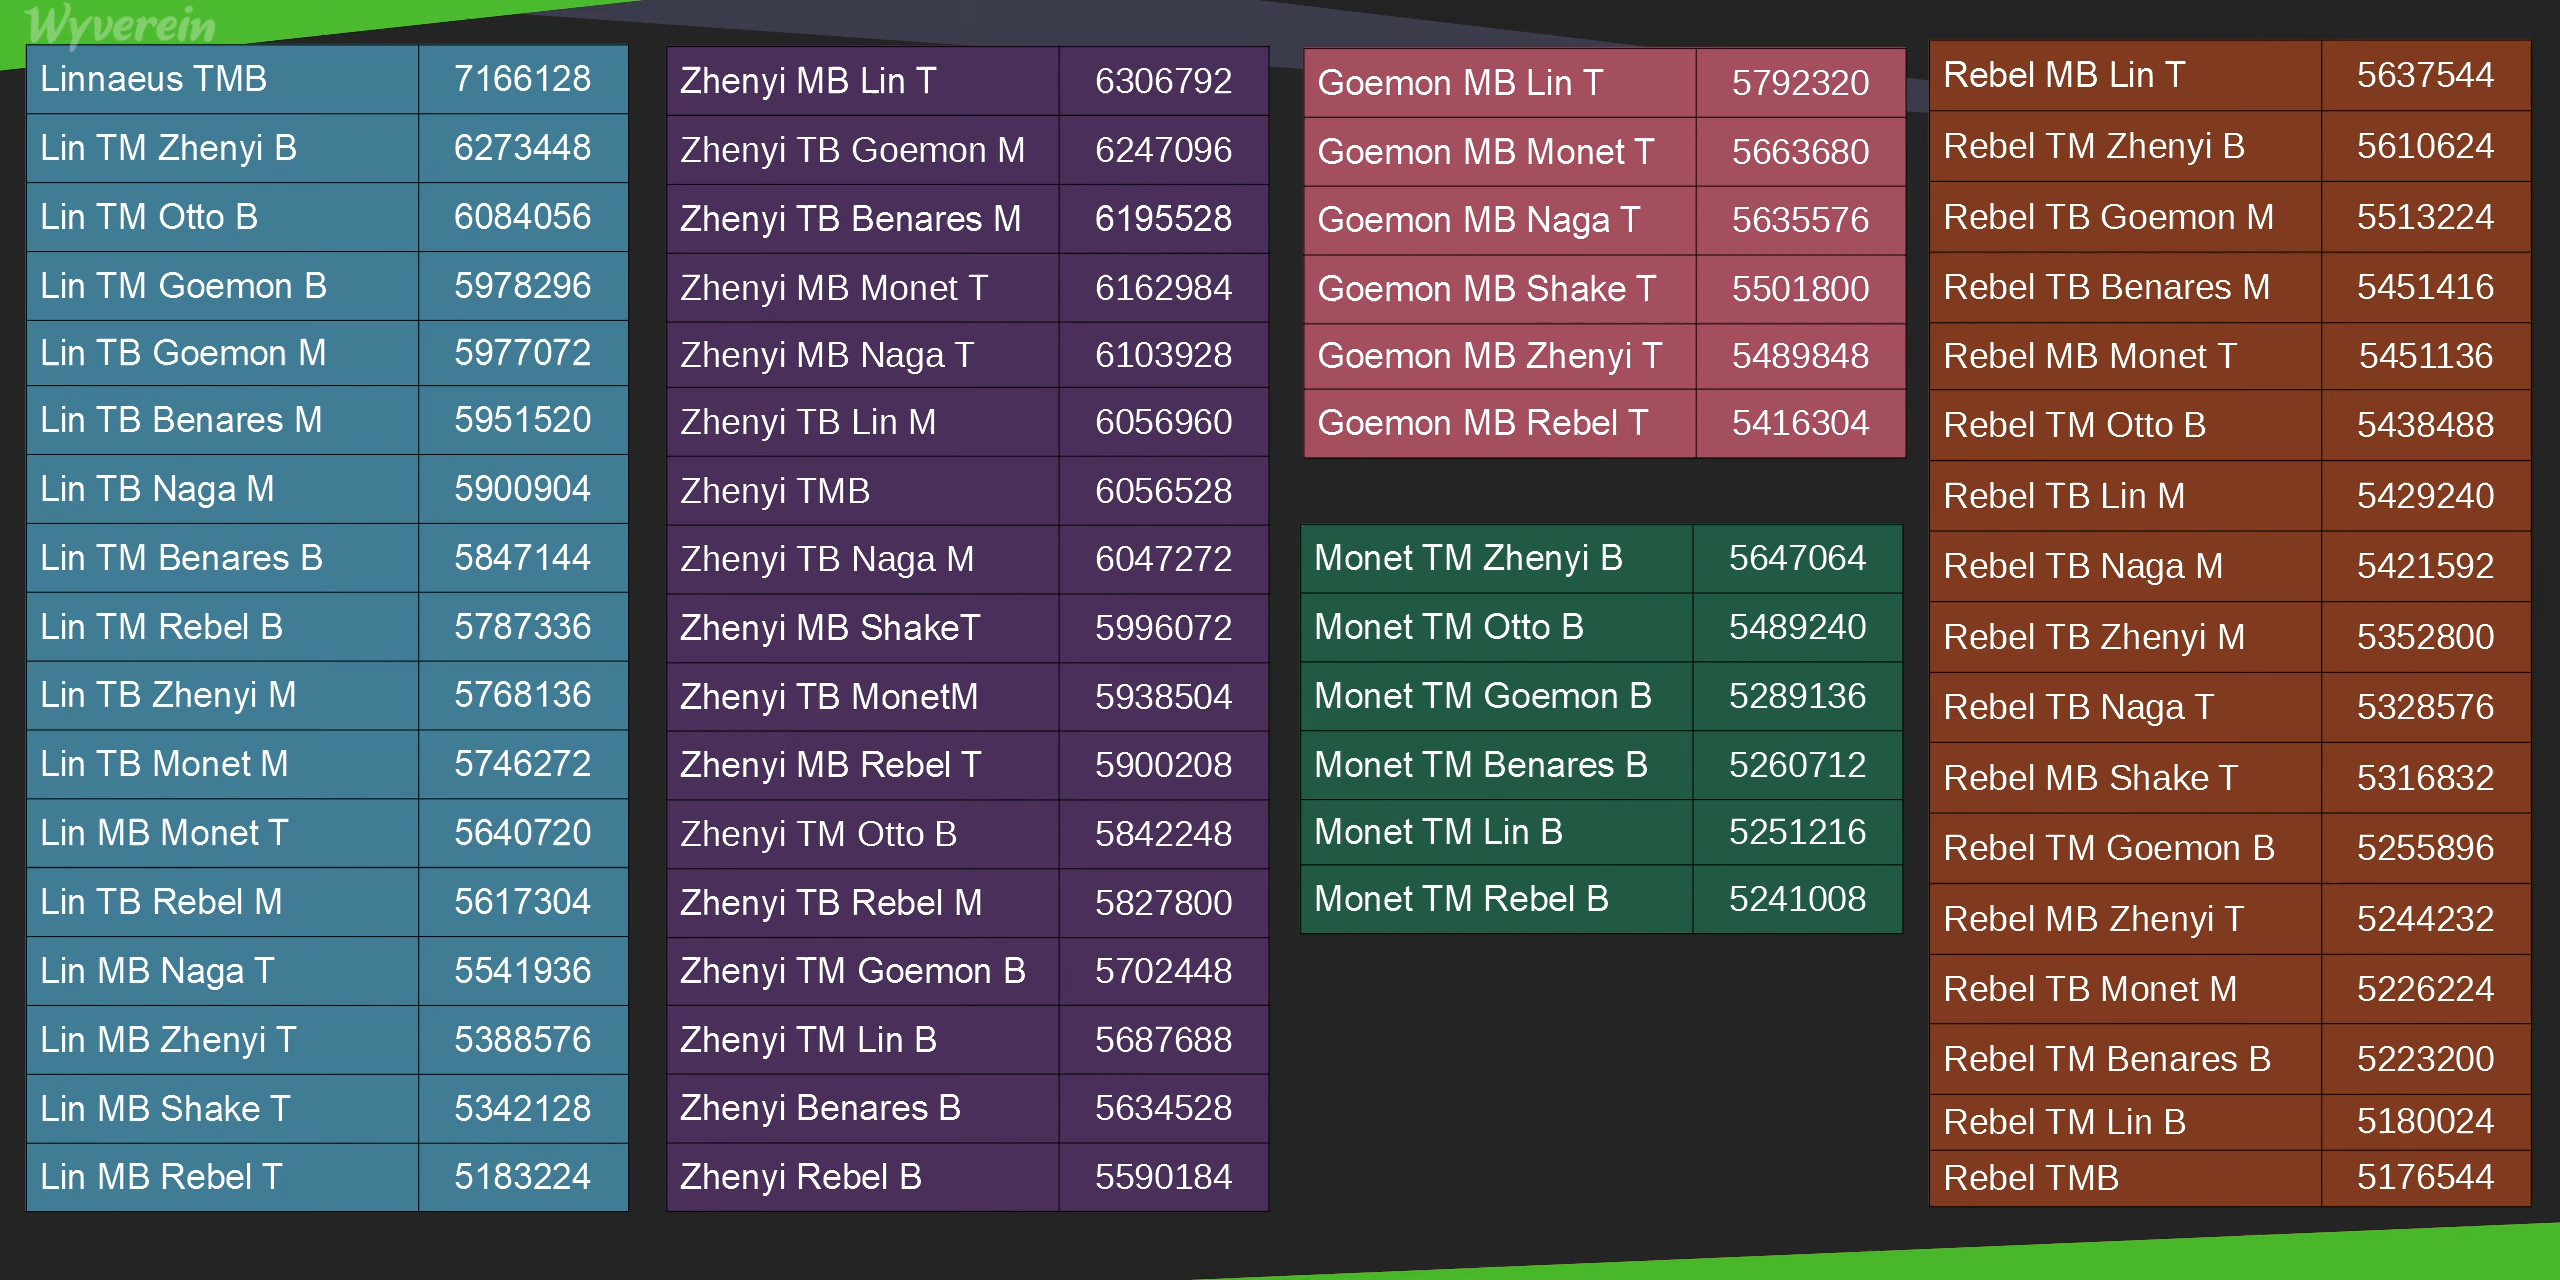 Wyverein
Linnaeus TMB 7166128
Lin TM Zhenyi B 6273448
Lin TM Otto B 6084056
Lin TM Goemon B 5978296
Lin TB Goemon M 5977072
Lin TB Benares M 5951520
Lin TB Naga M 5900904
Lin TM Benares B 5847144
Lin TM Rebel B 5787336
Lin TB Zhenyi M 5768136
Lin TB Monet M 5746272
Lin MB Monet T 5640720
Lin TB Rebel M 5617304
Lin MB Naga T 5541936
Lin MB Zhenyi T 5388576
Lin MB Shake T 5342128
Lin MB Rebel T 5183224
Zhenyi MB Lin T 6306792
Zhenyi TB Goemon M 6247096
Zhenyi TB Benares M 6195528
Zhenyi MB Monet T 6162984
Zhenyi MB Naga T 6103928
Zhenyi TB Lin M 6056960
Zhenyi TMB 6056528
Zhenyi TB Naga M 6047272
Zhenyi MB ShakeT 5996072
Zhenyi TB MonetM 5938504
Zhenyi MB Rebel T 5900208
Zhenyi TM Otto B 5842248
Zhenyi TB Rebel M 5827800
Zhenyi TM Goemon B 5702448
Zhenyi TM Lin B 5687688
Zhenyi Benares B 5634528
Zhenyi Rebel B 5590184
Goemon MB Lin T 5792320
Goemon MB Monet T 5663680
Goemon MB Naga T 5635576
Goemon MB Shake T 5501800
Goemon MB Zhenyi T 5489848
Goemon MB Rebel T 5416304
Monet TM Zhenyi B 5647064
Monet TM Otto B 5489240
Monet TM Goemon B 5289136
Monet TM Benares B 5260712
Monet TM Lin B 5251216
Monet TM Rebel B 5241008
Rebel MB Lin T 5637544
Rebel TM Zhenyi B 5610624
Rebel TB Goemon M 5513224
Rebel TB Benares M 5451416
Rebel MB Monet T 5451136
Rebel TM Otto B 5438488
Rebel TB Lin M 5429240
Rebel TB Naga M 5421592
Rebel TB Zhenyi M 5352800
Rebel TB Naga T 5328576
Rebel MB Shake T 5316832
Rebel TM Goemon B 5255896
Rebel MB Zhenyi T 5244232
Rebel TB Monet M 5226224
Rebel TM Benares B 5223200
Rebel TM Lin B 5180024
Rebel TMB 5176544